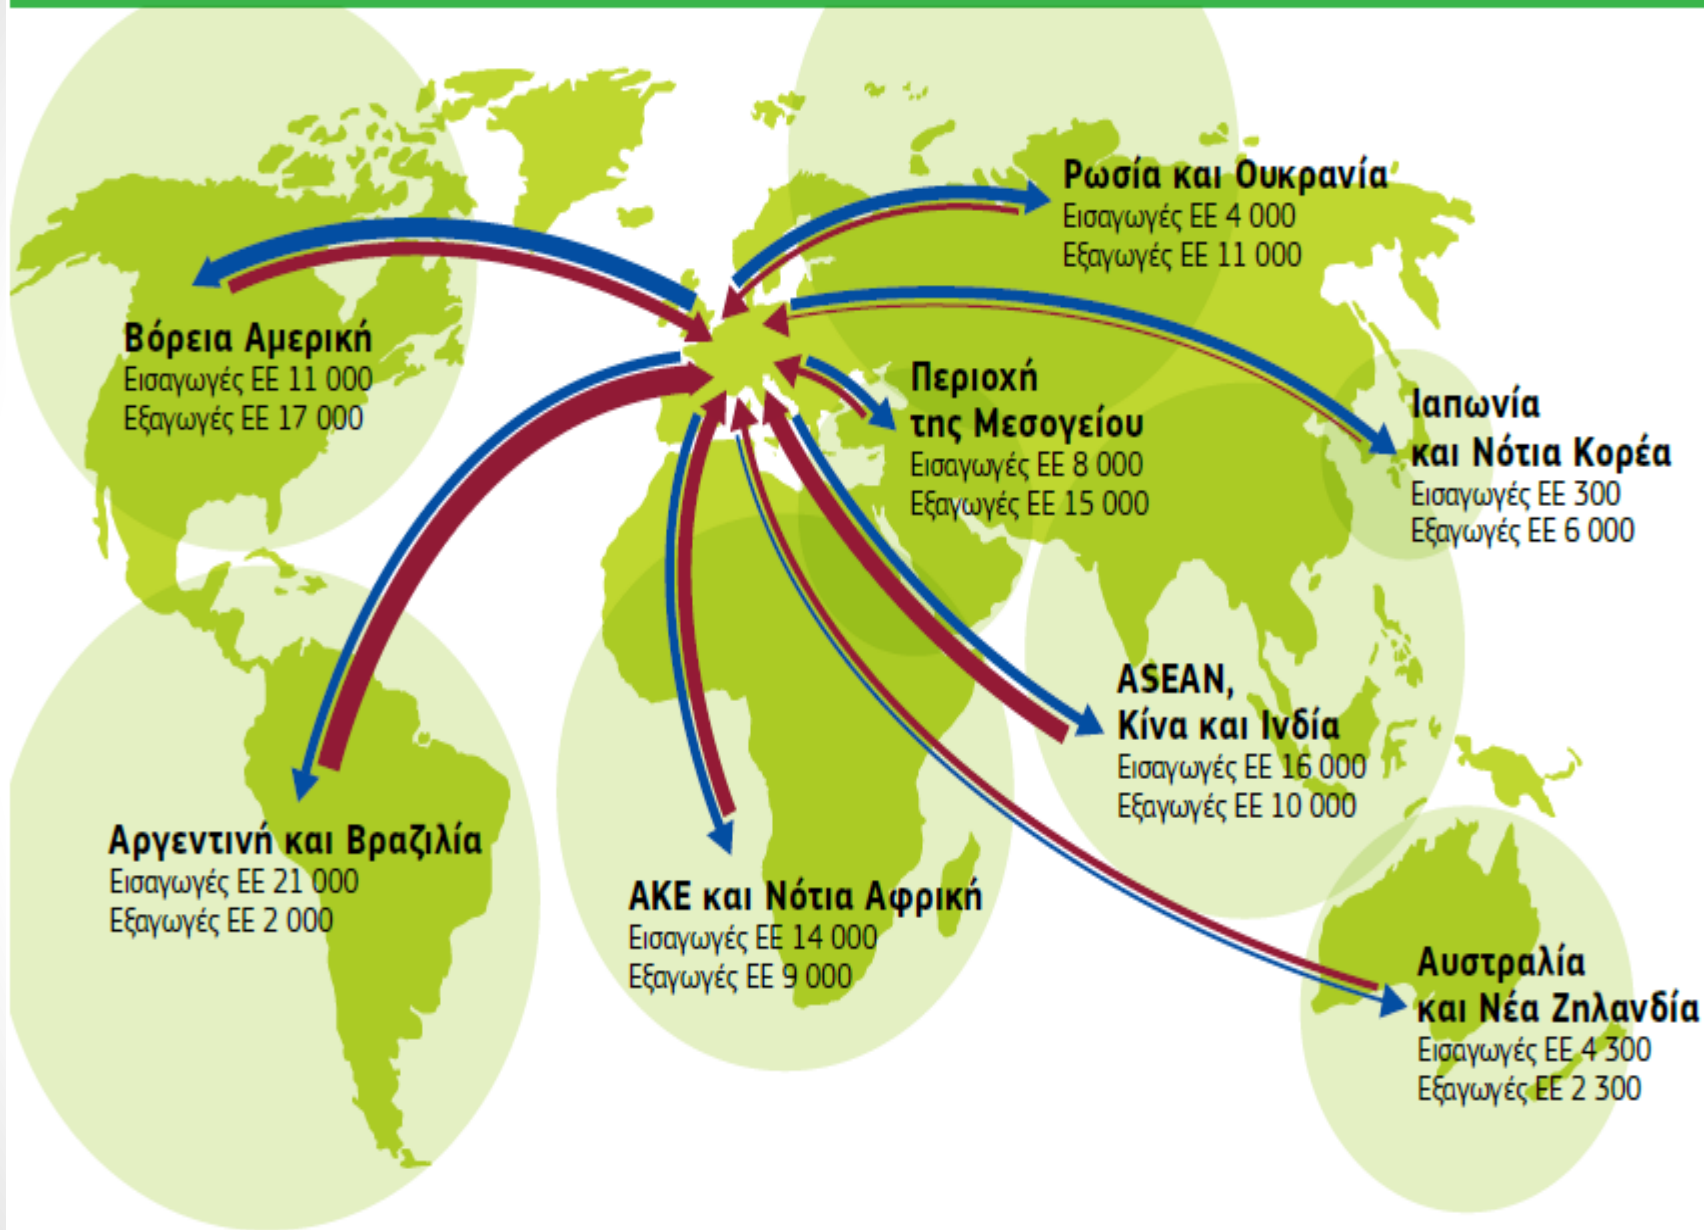 Ρωσία και Ουκρανία
Εισαγωγές ΕΕ 4 000
Εξαγωγές ΕΕ 11 000
Βόρεια Αμερική
Εισαγωγές ΕΕ 11 000
Εξαγωγές ΕΕ 17 000
Περιοχή
της Μεσογείου
Εισαγωγές ΕΕ 8 000
Εξαγωγές ΕΕ 15 000
Ιαπωνία
και Νότια Κορέα
Εισαγωγές ΕΕ 300
Εξαγωγές ΕΕ 6 000
ASEAN,
Κίνα και Ινδία
Εισαγωγές ΕΕ 16 000
Εξαγωγές ΕΕ 10 000
Αργεντινή και Βραζιλία
Εισαγωγές ΕΕ 21 000
Εξαγωγές ΕΕ 2 000
ΑΚΕ και Νότια Αφρική
Εισαγωγές ΕΕ 14 000
Εξαγωγές ΕΕ 9 000
Αυστραλία
και Νέα Ζηλανδία
Εισαγωγές ΕΕ 4 300
Εξαγωγές ΕΕ 2 300